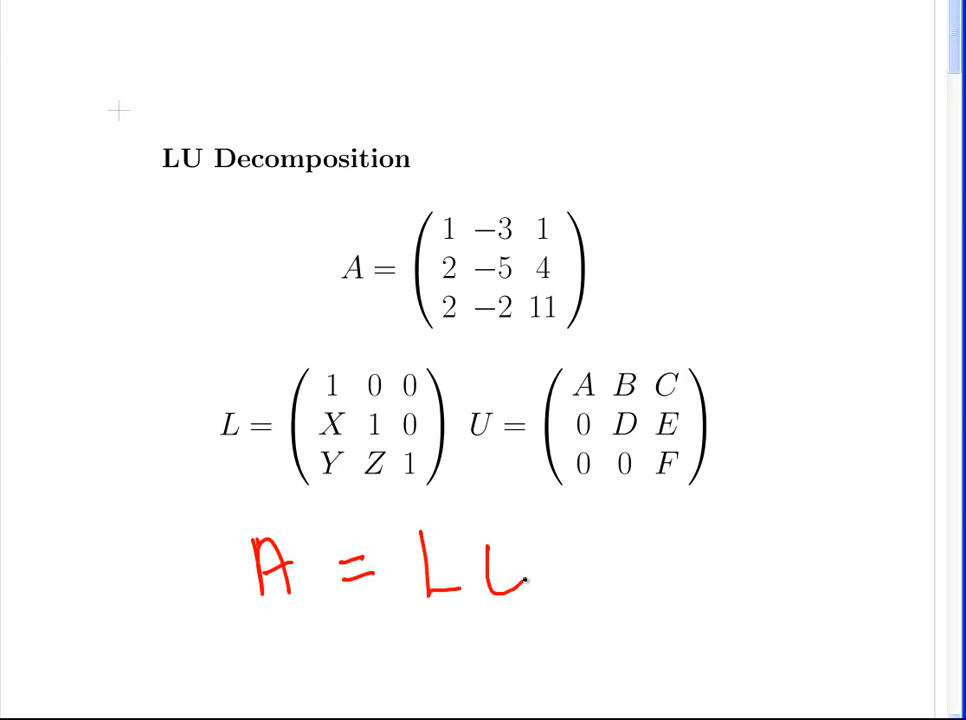 LU Decomposition
A = ( 1 −3 1
2 −5 4
2 −2 11 )
L = ( 1 0 0
X 1 0
Y Z 1 ) U = ( A B C
0 D E
0 0 F )
A = L U